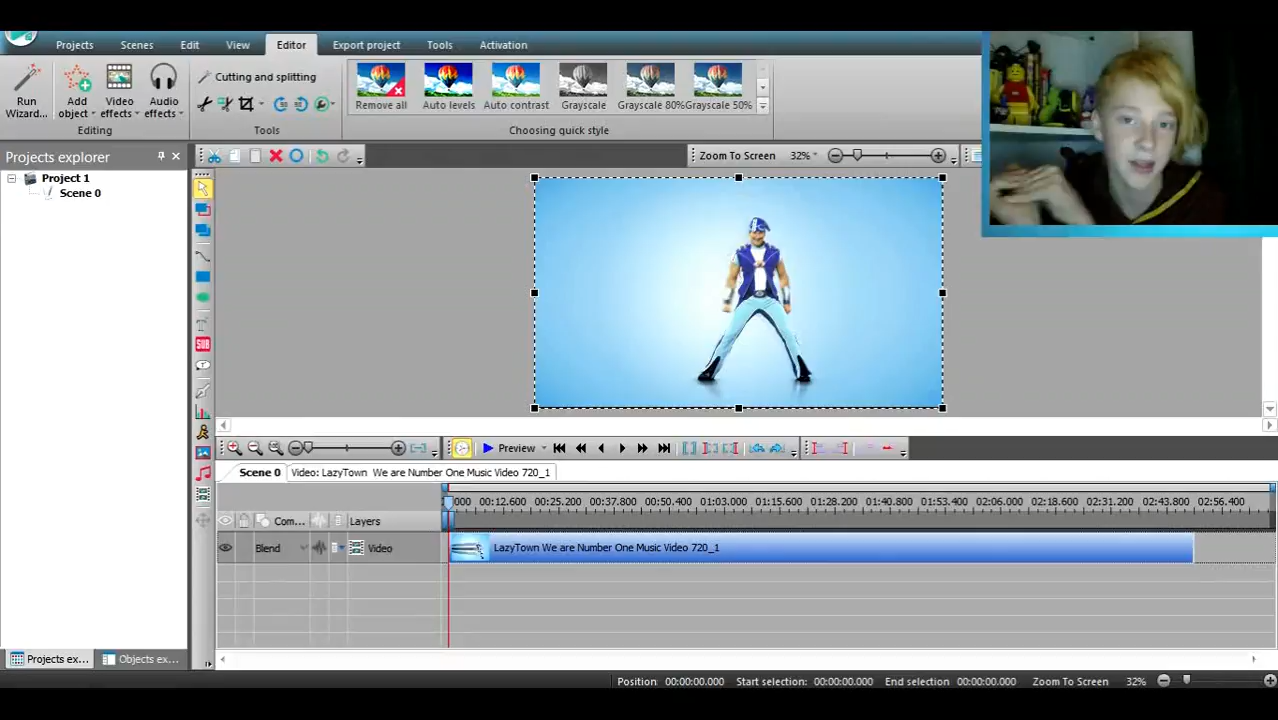 Projects Scenes Edit View Editor Export project Tools Activation
Run Wizard...
Add object
Video effects
Audio effects
Cutting and splitting
Remove all Auto levels Auto contrast Grayscale Grayscale 80% Grayscale 50%
Editing Tools Choosing quick style
Projects explorer
Zoom To Screen 32%
Project 1
Scene 0
SUB
T
Preview
Scene 0 Video: LazyTown We are Number One Music Video 720_1
000 00:12.600 00:25.200 00:37.800 00:50.400 01:03.000 01:15.600 01:28.200 01:40.800 01:53.400 02:06.000 02:18.600 02:31.200 02:43.800 02:56.400
Com... Layers
Blend Video LazyTown We are Number One Music Video 720_1
Projects ex... Objects ex...
Position 00:00:00.000 Start selection: 00:00:00.000 End selection 00:00:00.000 Zoom To Screen 32%